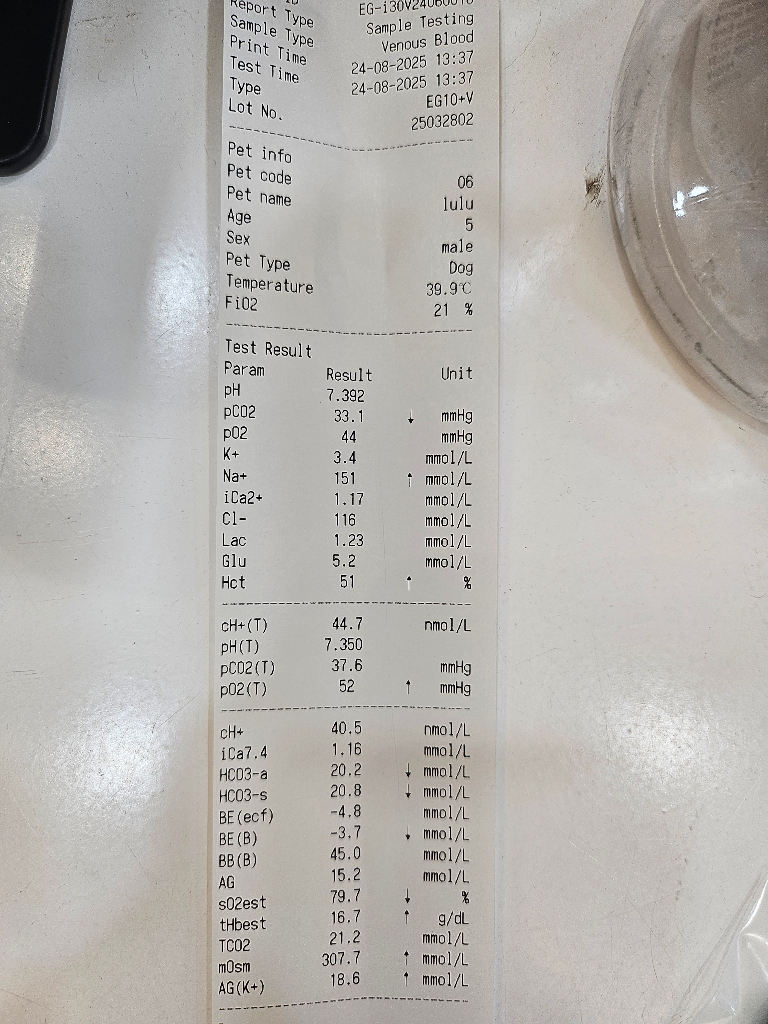 Report Type Sample Testing
Sample Type Venous Blood
Print Time 24-08-2025 13:37
Test Time 24-08-2025 13:37
Type EG10+V
Lot No. 25032802
Pet info
Pet code 06
Pet name lulu
Age 5
Sex male
Pet Type Dog
Temperature 39.9℃
FiO2 21 %
Test Result
Param Result Unit
pH 7.392
pCO2 33.1 ↓ mmHg
pO2 44 mmHg
K+ 3.4 mmol/L
Na+ 151 ↑ mmol/L
iCa2+ 1.17 mmol/L
Cl- 116 mmol/L
Lac 1.23 mmol/L
Glu 5.2 mmol/L
Hct 51 ↑ %
cH+(T) 44.7 nmol/L
pH(T) 7.350
pCO2(T) 37.6 mmHg
pO2(T) 52 ↑ mmHg
cH+ 40.5 nmol/L
iCa7.4 1.16 mmol/L
HCO3-a 20.2 ↓ mmol/L
HCO3-s 20.8 ↓ mmol/L
BE(ecf) -4.8 mmol/L
BE(B) -3.7 ↓ mmol/L
BB(B) 45.0 mmol/L
AG 15.2 mmol/L
sO2est 79.7 ↓ %
tHbest 16.7 ↑ g/dL
TCO2 21.2 mmol/L
mOsm 307.7 ↑ mmol/L
AG(K+) 18.6 ↑ mmol/L